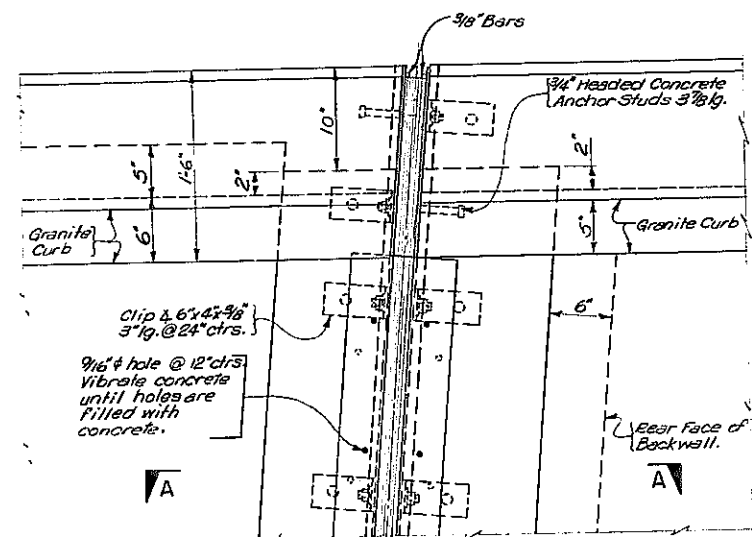 3/8" Bars
3/4" Headed Concrete
Anchor Studs 3 7/8 lg.
10"
2"
5"
1'-6"
2"
6"
5"
Granite
Curb
Granite Curb
Clip ∠ 6"x4"x5/8"
3" lg. @ 24" ctrs.
6"
9/16" ϕ hole @ 12" ctrs.
Vibrate concrete
until holes are
filled with
concrete.
Rear Face of
Backwall.
A
A